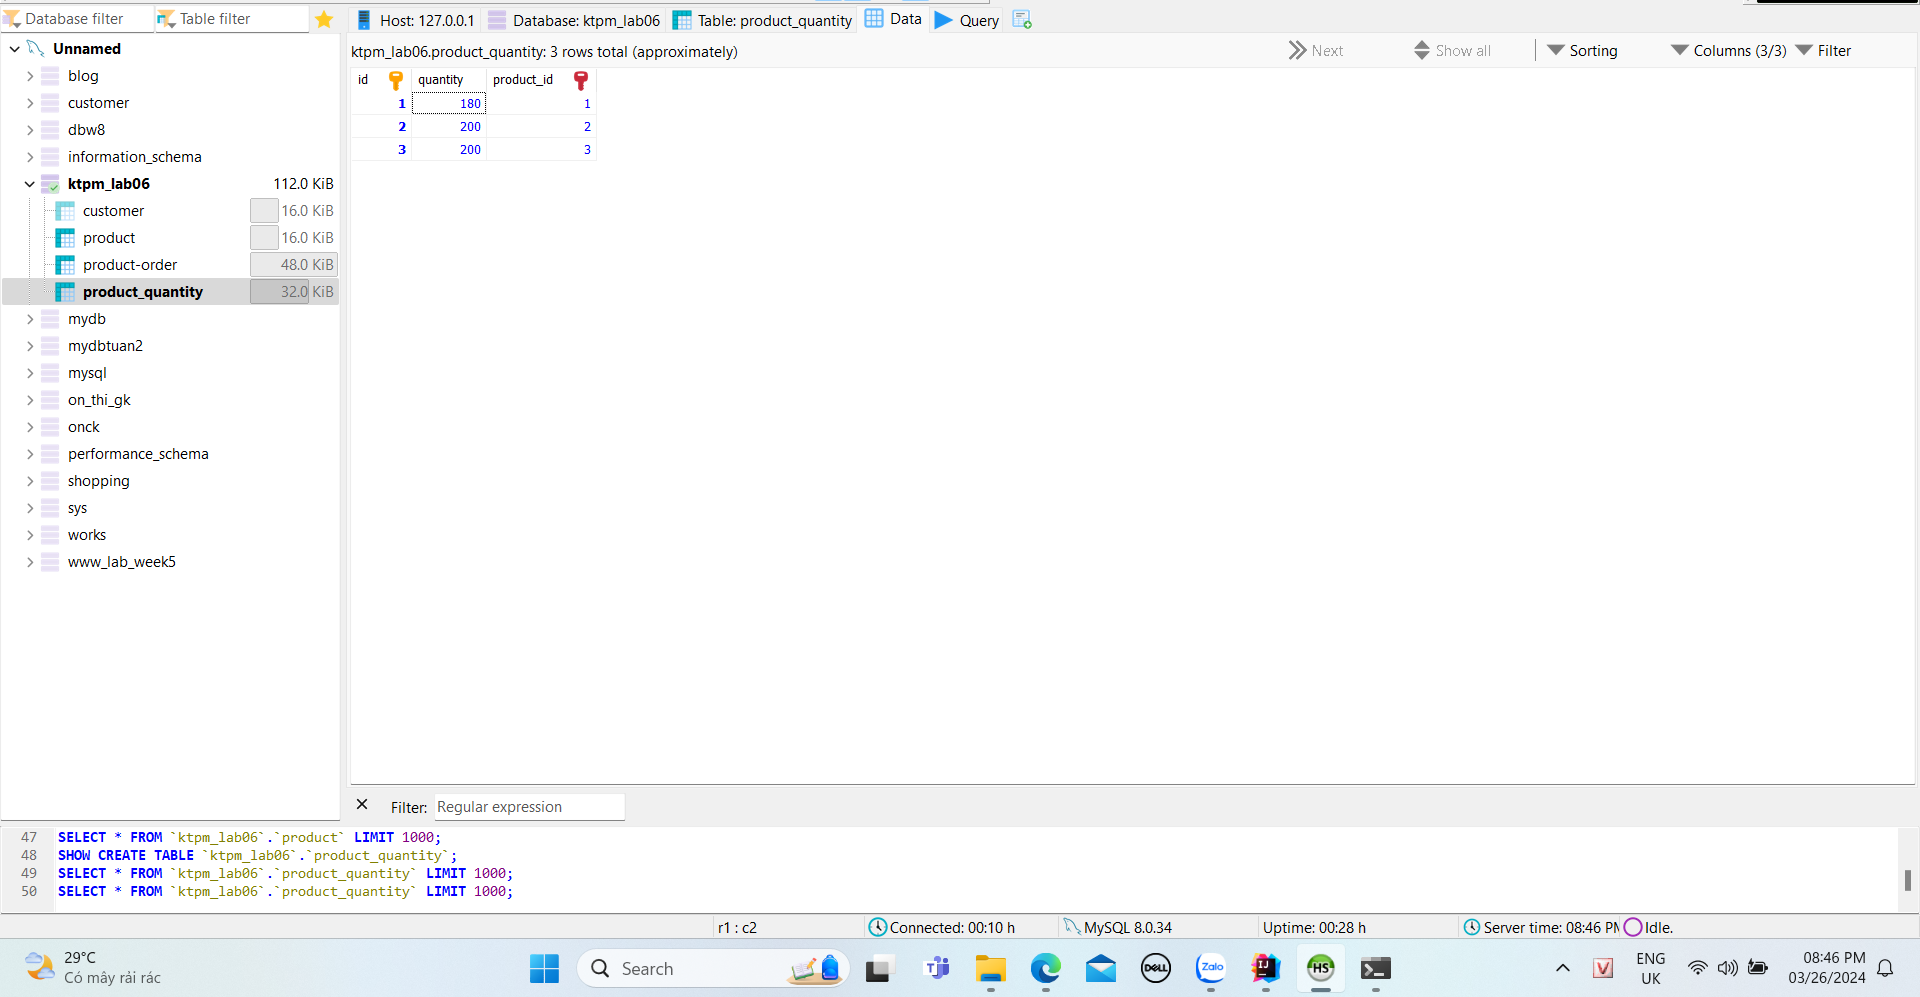 Database filter
Table filter
Host: 127.0.0.1
Database: ktpm_lab06
Table: product_quantity
Data
Query
Unnamed
blog
customer
dbw8
information_schema
ktpm_lab06 112.0 KiB
customer 16.0 KiB
product 16.0 KiB
product-order 48.0 KiB
product_quantity 32.0 KiB
mydb
mydbtuan2
mysql
on_thi_gk
onck
performance_schema
shopping
sys
works
www_lab_week5
ktpm_lab06.product_quantity: 3 rows total (approximately)
Next
Show all
Sorting
Columns (3/3)
Filter
id quantity product_id
1 180 1
2 200 2
3 200 3
Filter: Regular expression
47 SELECT * FROM `ktpm_lab06`.`product` LIMIT 1000;
48 SHOW CREATE TABLE `ktpm_lab06`.`product_quantity`;
49 SELECT * FROM `ktpm_lab06`.`product_quantity` LIMIT 1000;
50 SELECT * FROM `ktpm_lab06`.`product_quantity` LIMIT 1000;
r1 : c2
Connected: 00:10 h
MySQL 8.0.34
Uptime: 00:28 h
Server time: 08:46 PM
Idle.
29°C
Có mây rải rác
Search
DELL
Zalo
IJ
HS
V
ENG
UK
08:46 PM
03/26/2024